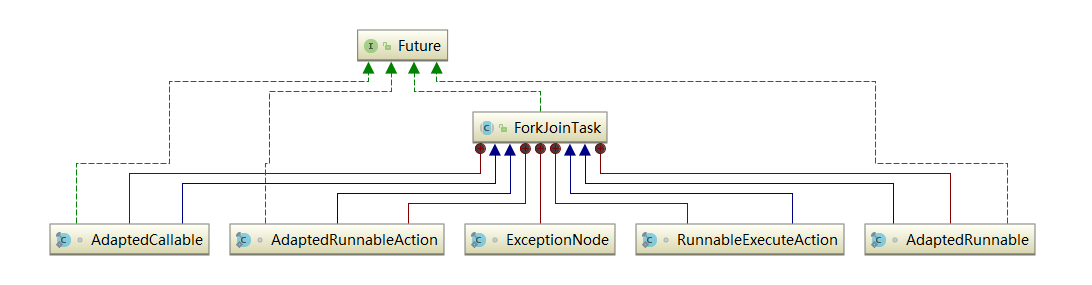 Future
ForkJoinTask
AdaptedCallable
AdaptedRunnableAction
ExceptionNode
RunnableExecuteAction
AdaptedRunnable